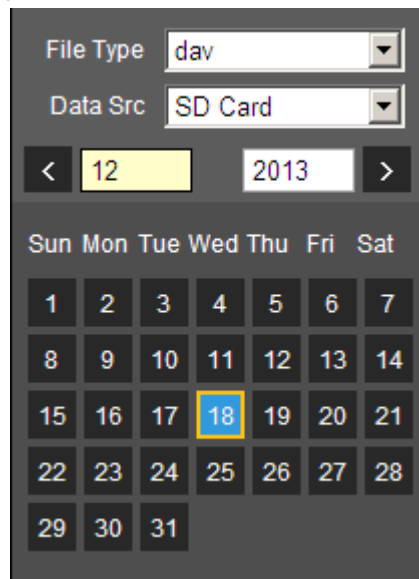 File Type dav
Data Src SD Card
< 12 2013 >
Sun Mon Tue Wed Thu Fri Sat
1 2 3 4 5 6 7
8 9 10 11 12 13 14
15 16 17 18 19 20 21
22 23 24 25 26 27 28
29 30 31